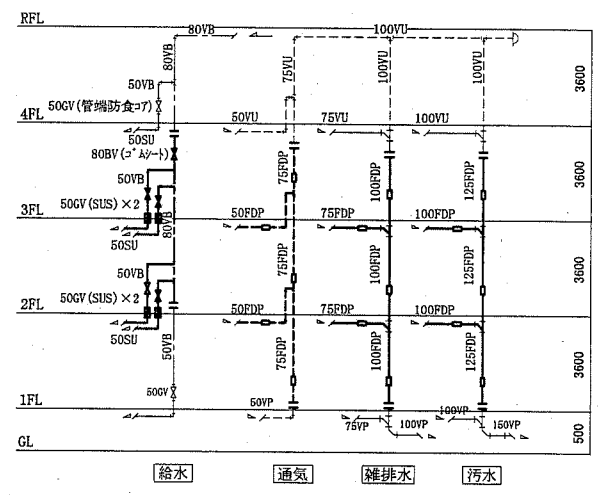 RFL
80VB
100VU
80VB
75VU
100VU
100VU
3600
50VB
50GV(管端防食コア)
4FL
50VU
75VU
100VU
50SU
80BV(ゴムシート)
75FDP
100FDP
125FDP
3600
50VB
50GV(SUS)×2
80VB
3FL
50FDP
75FDP
100FDP
50SU
75FDP
100FDP
125FDP
3600
50VB
50GV(SUS)×2
2FL
50FDP
75FDP
100FDP
50SU
50VB
75FDP
100FDP
125FDP
3600
50GV
1FL
50VP
75VP
100VP
100VP
150VP
500
GL
給水
通気
雑排水
汚水